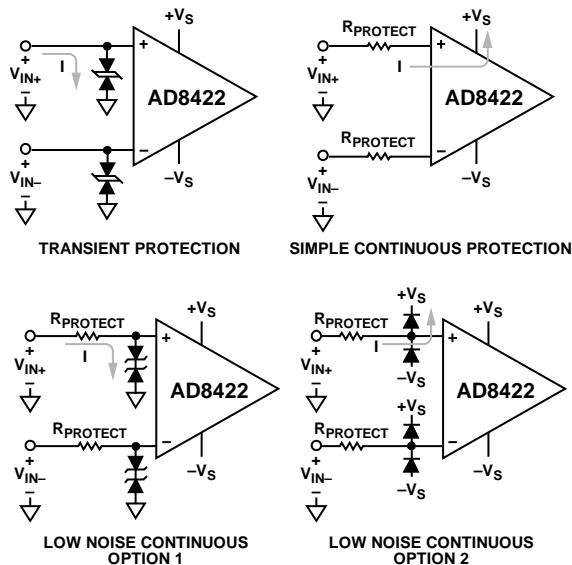 +VS
+
I
VIN+
+
−
AD8422
−
VIN−
+
−
−VS
TRANSIENT PROTECTION
RPROTECT
+VS
+
I
VIN+
+
−
AD8422
RPROTECT
−
VIN−
+
−
−VS
SIMPLE CONTINUOUS PROTECTION
RPROTECT
+VS
+
I
+
VIN+
−
AD8422
RPROTECT
−
+
VIN−
−
−VS
LOW NOISE CONTINUOUS
OPTION 1
+VS
+VS
RPROTECT
+
I
+
VIN+
−
−VS
AD8422
+VS
RPROTECT
−
+
VIN−
−
−VS
−VS
LOW NOISE CONTINUOUS
OPTION 2